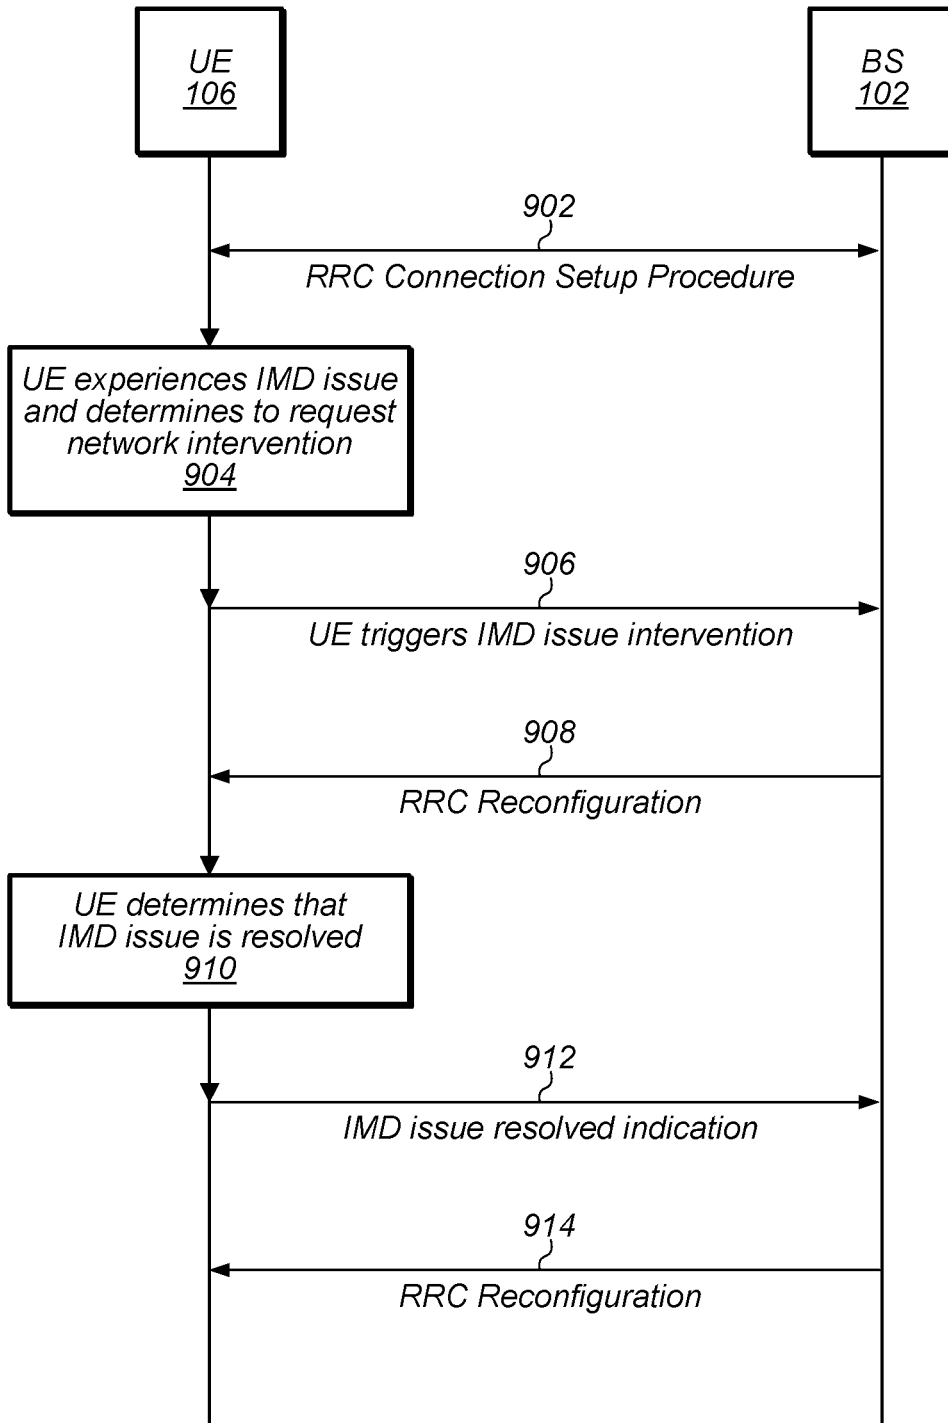 UE
106
BS
102
902
RRC Connection Setup Procedure
UE experiences IMD issue
and determines to request
network intervention
904
906
UE triggers IMD issue intervention
908
RRC Reconfiguration
UE determines that
IMD issue is resolved
910
912
IMD issue resolved indication
914
RRC Reconfiguration